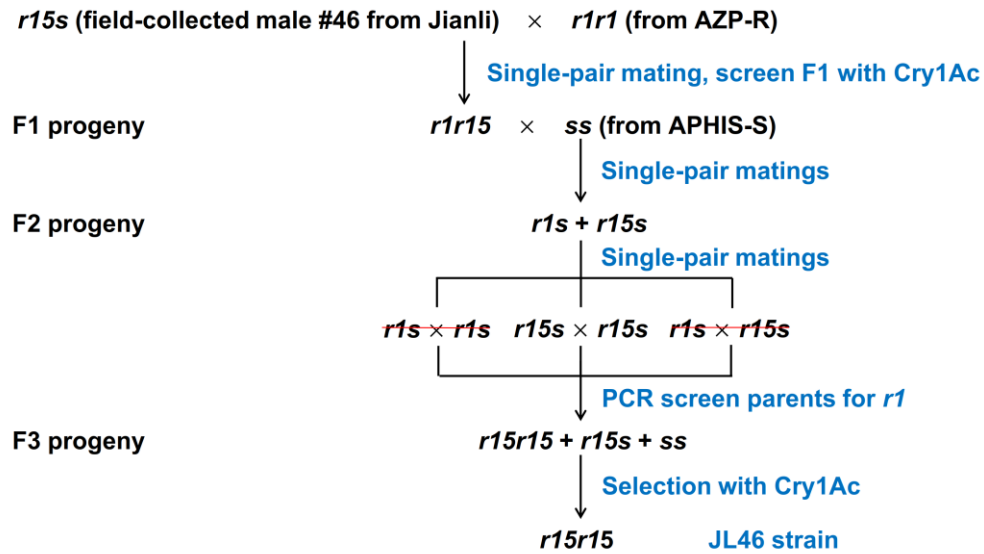 r15s (field-collected male #46 from Jianli) × r1r1 (from AZP-R)
Single-pair mating, screen F1 with Cry1Ac
F1 progeny r1r15 × ss (from APHIS-S)
Single-pair matings
F2 progeny r1s + r15s
Single-pair matings
r1s × r1s r15s × r15s r1s × r15s
PCR screen parents for r1
F3 progeny r15r15 + r15s + ss
Selection with Cry1Ac
r15r15 JL46 strain